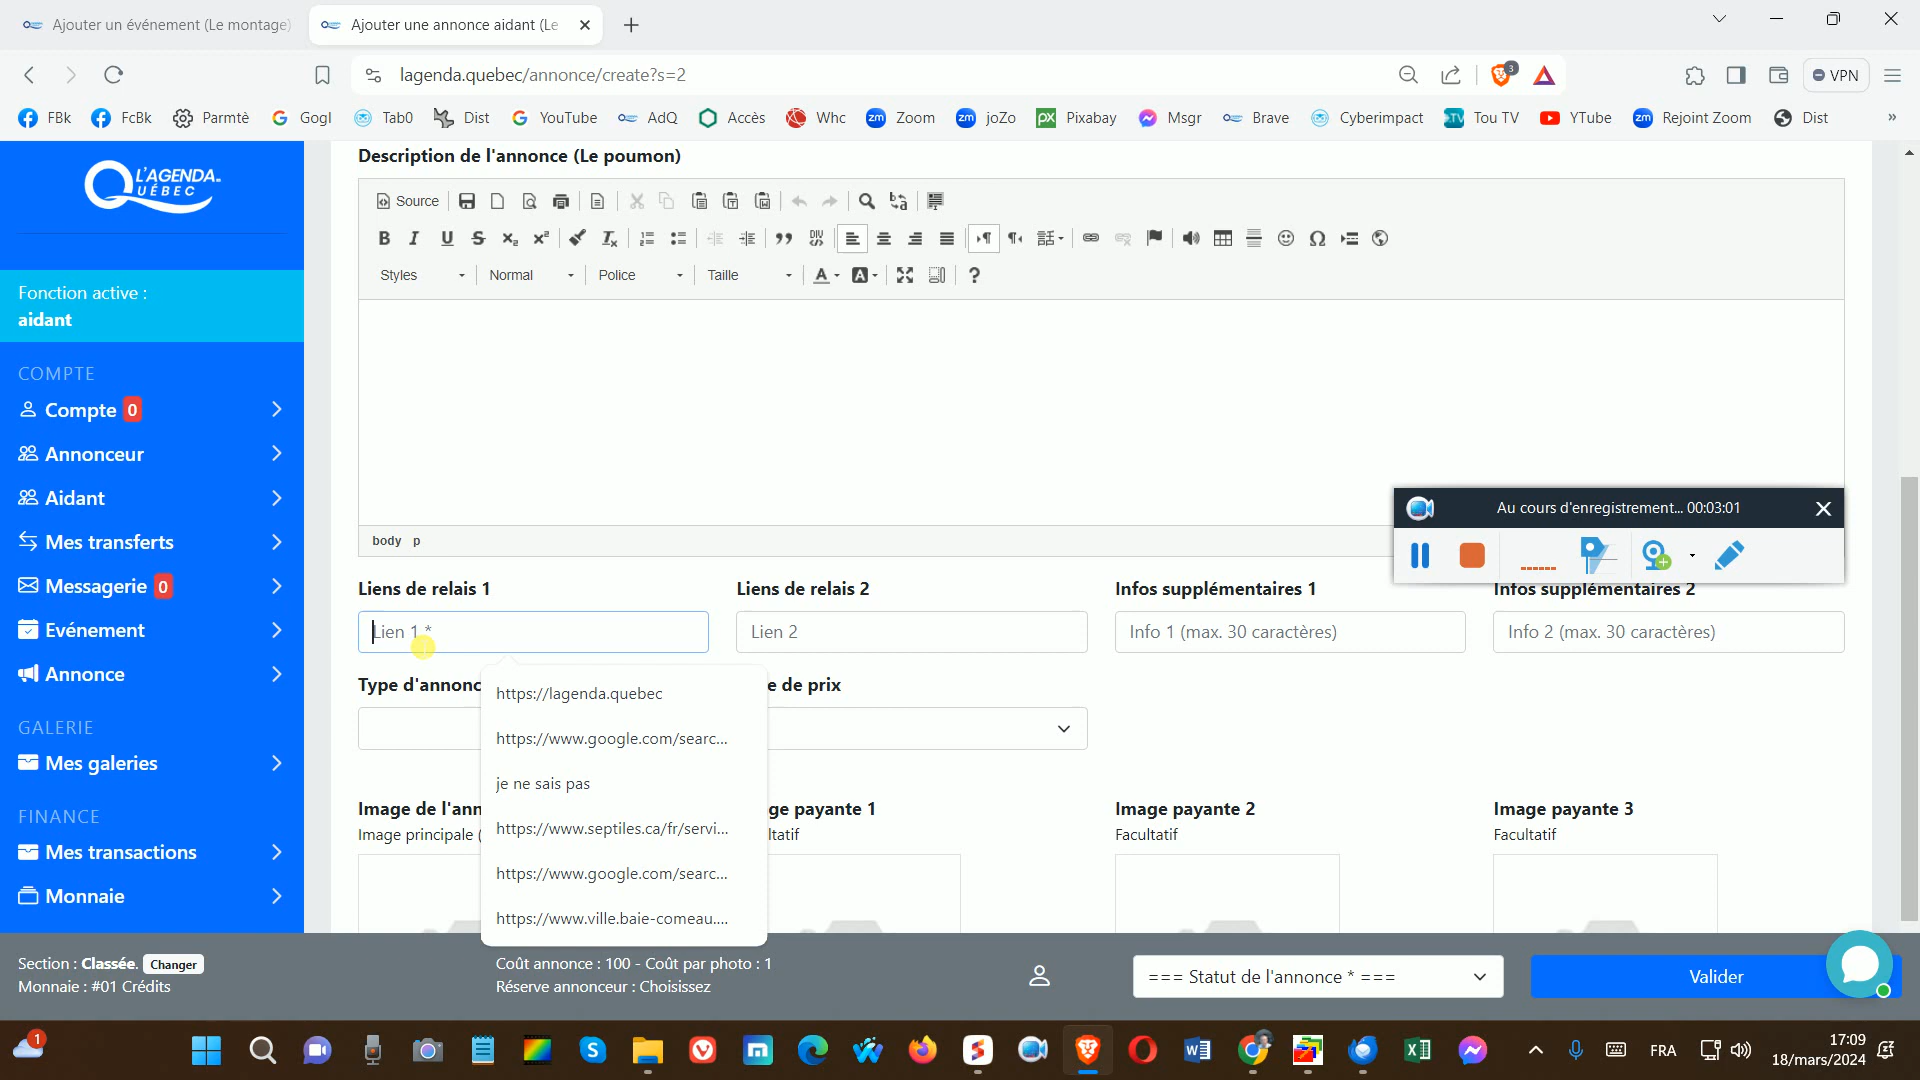 Ajouter un événement (Le montage)
Ajouter une annonce aidant (Le
lagenda.quebec/annonce/create?s=2
3
VPN
FBk FcBk Parmtè Gogl Tab0 Dist YouTube AdQ Accès Whc Zoom joZo Pixabay Msgr Brave Cyberimpact Tou TV YTube Rejoint Zoom Dist »
L'AGENDA
QUÉBEC
Fonction active :
aidant
COMPTE
Compte 0
Annonceur
Aidant
Mes transferts
Messagerie 0
Evénement
Annonce
GALERIE
Mes galeries
FINANCE
Mes transactions
Monnaie
Description de l'annonce (Le poumon)
Source
Styles Normal Police Taille
body p
Au cours d'enregistrement... 00:03:01
Liens de relais 1 Liens de relais 2 Infos supplémentaires 1 Infos supplémentaires 2
Lien 1 * Lien 2 Info 1 (max. 30 caractères) Info 2 (max. 30 caractères)
Type d'annonc e de prix
https://lagenda.quebec
https://www.google.com/searc...
je ne sais pas
https://www.septiles.ca/fr/servi...
https://www.google.com/searc...
https://www.ville.baie-comeau....
Image de l'ann ge payante 1 Image payante 2 Image payante 3
Image principale ( ltatif Facultatif Facultatif
Section : Classée. Changer
Monnaie : #01 Crédits
Coût annonce : 100 - Coût par photo : 1
Réserve annonceur : Choisissez
=== Statut de l'annonce * ===
Valider
1
FRA
17:09
18/mars/2024